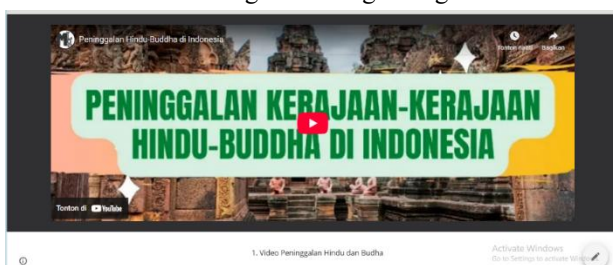 Peninggalan Hindu-Buddha di Indonesia
Tonton nanti
Bagikan
PENINGGALAN KERAJAAN-KERAJAAN
HINDU-BUDDHA DI INDONESIA
Tonton di YouTube
1. Video Peninggalan Hindu dan Budha
Activate Windows
Go to Settings to activate Windows.